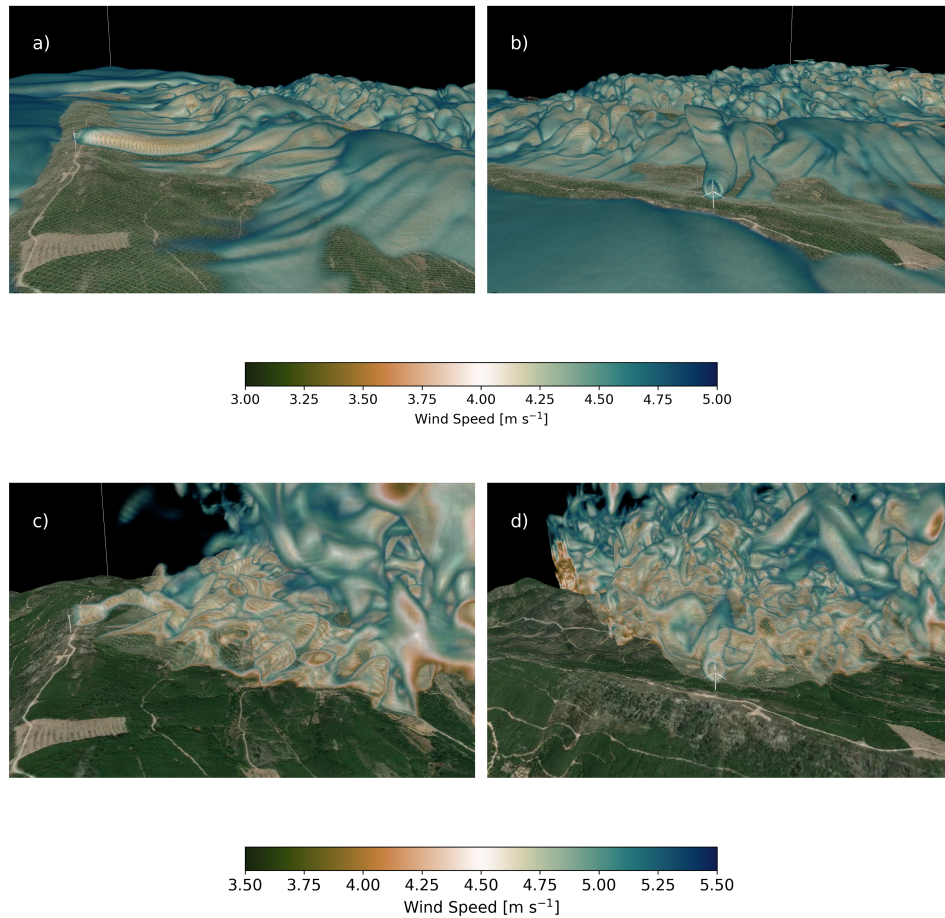 a)
b)
3.00 3.25 3.50 3.75 4.00 4.25 4.50 4.75 5.00
Wind Speed [m s⁻¹]
c)
d)
3.50 3.75 4.00 4.25 4.50 4.75 5.00 5.25 5.50
Wind Speed [m s⁻¹]